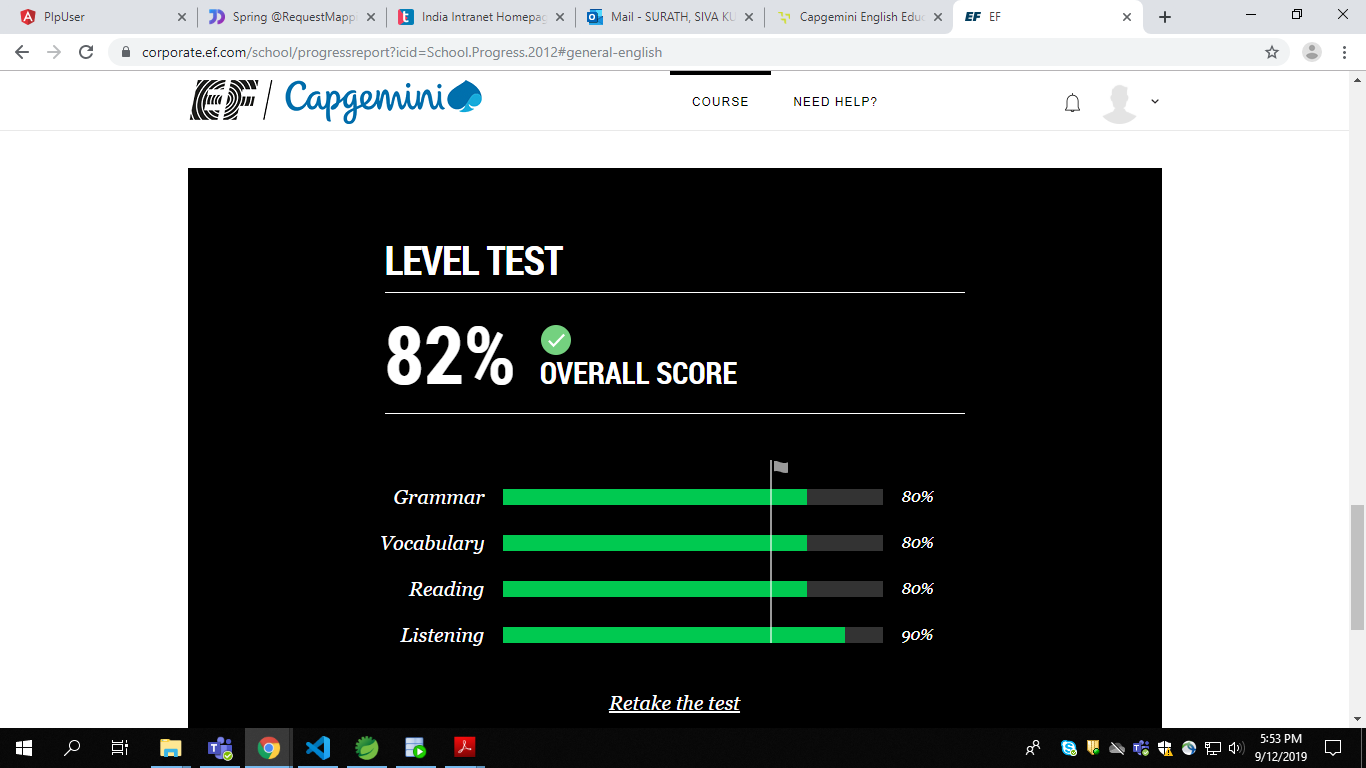 PlpUser
Spring @RequestMapp
India Intranet Homepag
Mail - SURATH, SIVA KU
Capgemini English Educ
EF EF
corporate.ef.com/school/progressreport?icid=School.Progress.2012#general-english
EF Capgemini COURSE NEED HELP?
LEVEL TEST
82% OVERALL SCORE
Grammar 80%
Vocabulary 80%
Reading 80%
Listening 90%
Retake the test
5:53 PM
9/12/2019